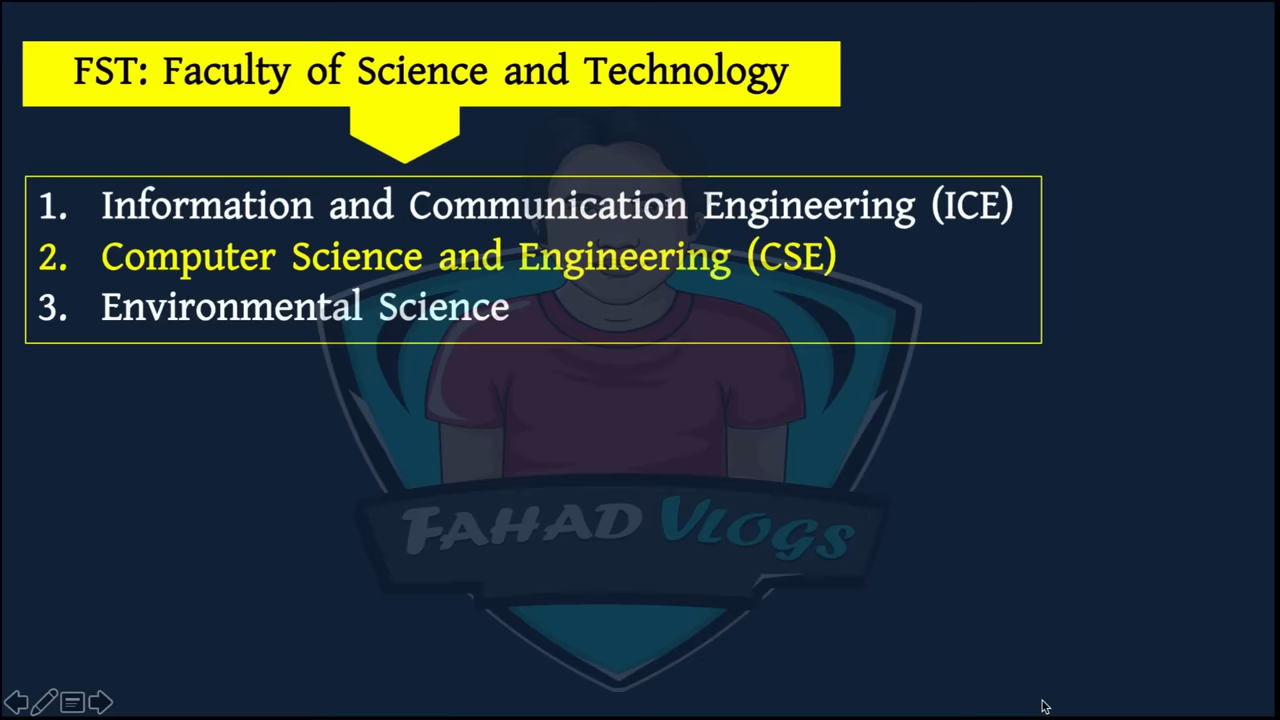 FST: Faculty of Science and Technology
1. Information and Communication Engineering (ICE)
2. Computer Science and Engineering (CSE)
3. Environmental Science
FAHAD VLOGS